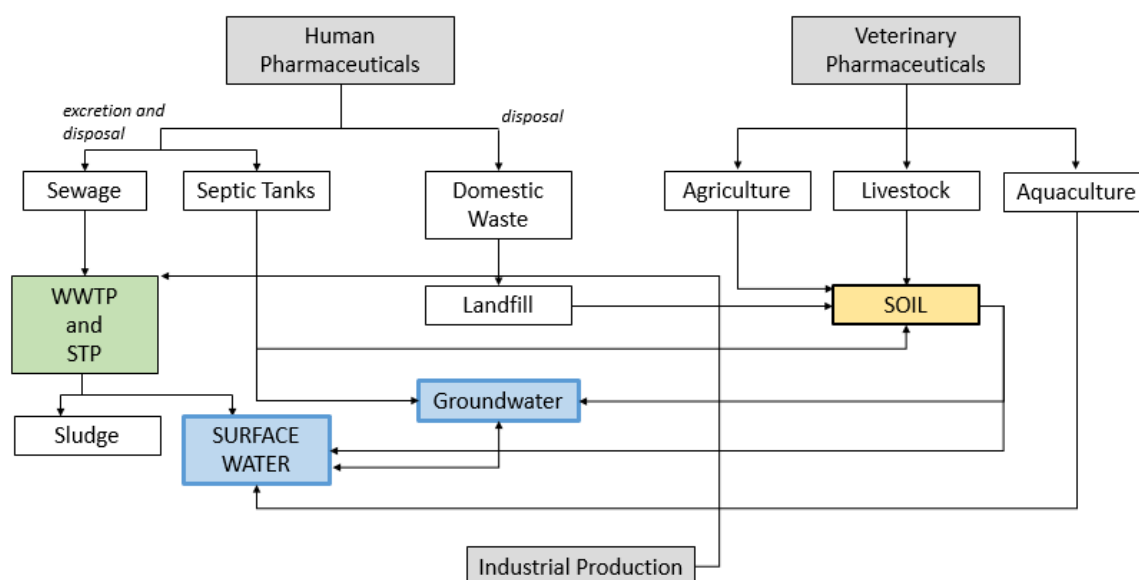 Human
Pharmaceuticals
Veterinary
Pharmaceuticals
excretion and
disposal
disposal
Sewage
Septic Tanks
Domestic
Waste
Agriculture
Livestock
Aquaculture
WWTP
and
STP
Landfill
SOIL
Groundwater
Sludge
SURFACE
WATER
Industrial Production